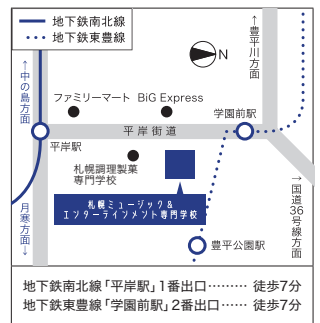 地下鉄南北線
地下鉄東豊線
←豊平川方面
N
←中の島方面
ファミリーマート BiG Express
学園前駅
平岸街道
平岸駅
札幌調理製菓
専門学校
札幌ミュージック&
エンターテインメント専門学校
月寒方面→
→国道36号線方面
豊平公園駅
地下鉄南北線「平岸駅」1番出口……… 徒歩7分
地下鉄東豊線「学園前駅」2番出口…… 徒歩7分